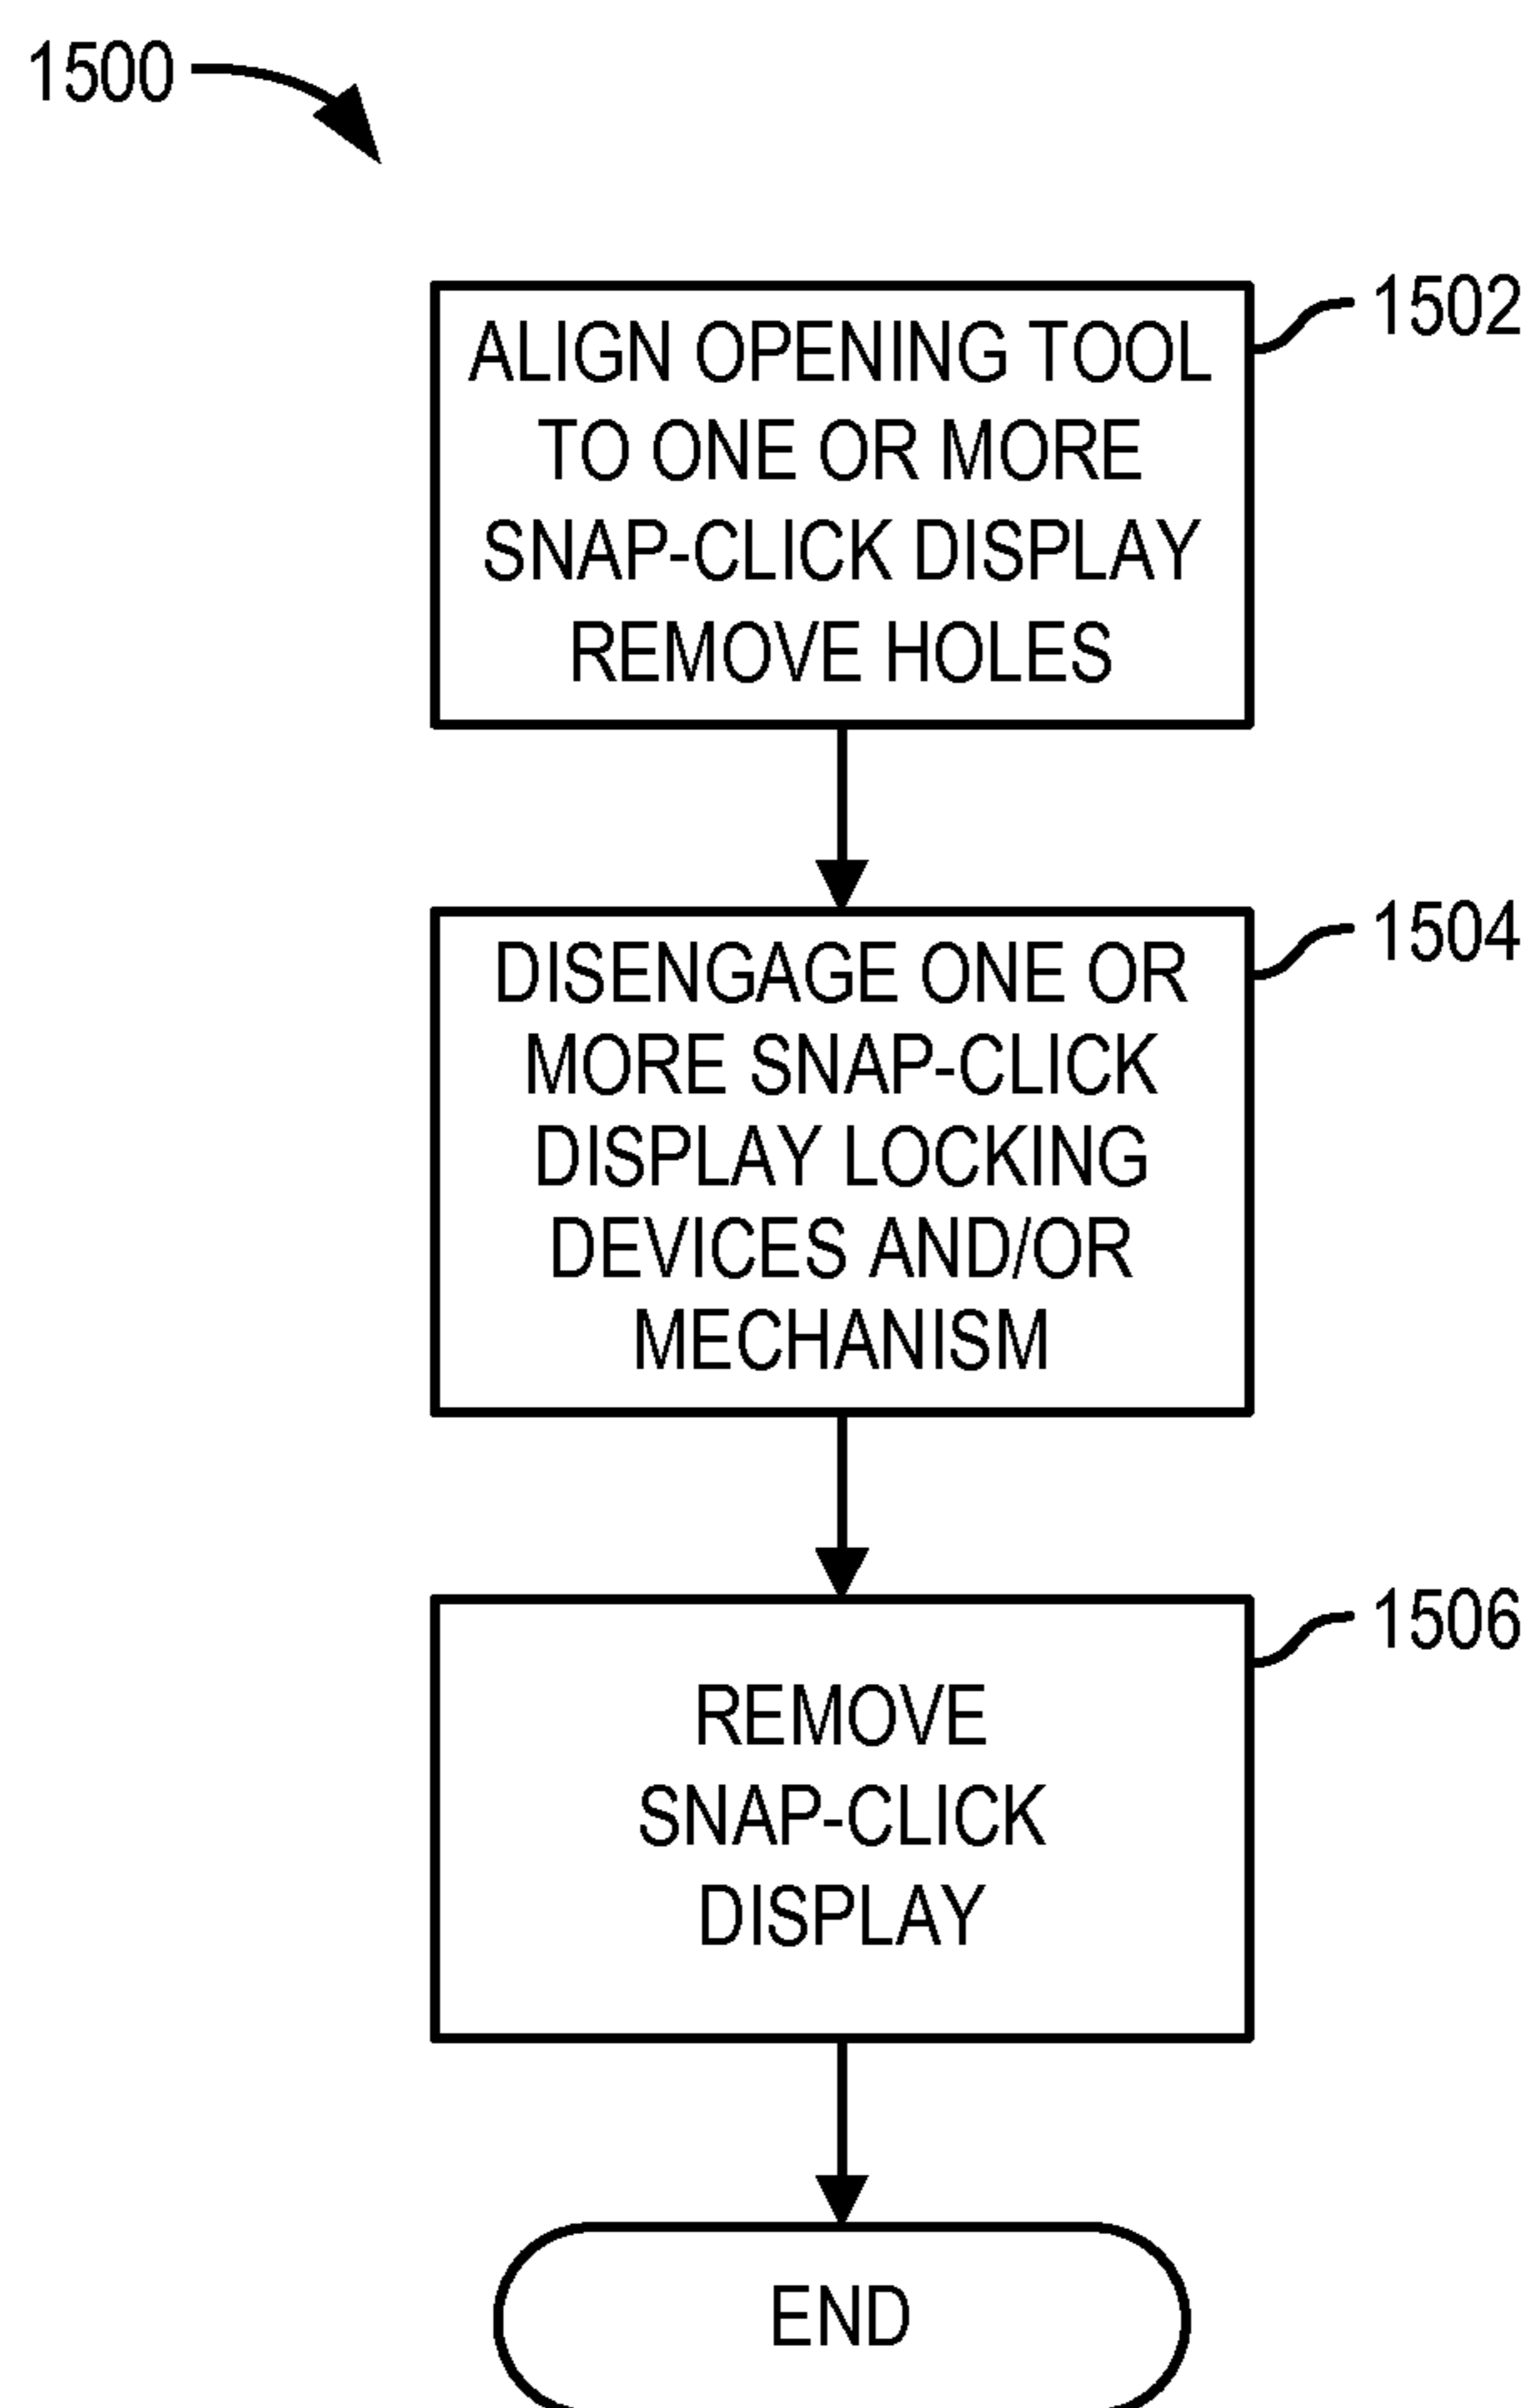 1500
1502
ALIGN OPENING TOOL
TO ONE OR MORE
SNAP-CLICK DISPLAY
REMOVE HOLES
1504
DISENGAGE ONE OR
MORE SNAP-CLICK
DISPLAY LOCKING
DEVICES AND/OR
MECHANISM
1506
REMOVE
SNAP-CLICK
DISPLAY
END